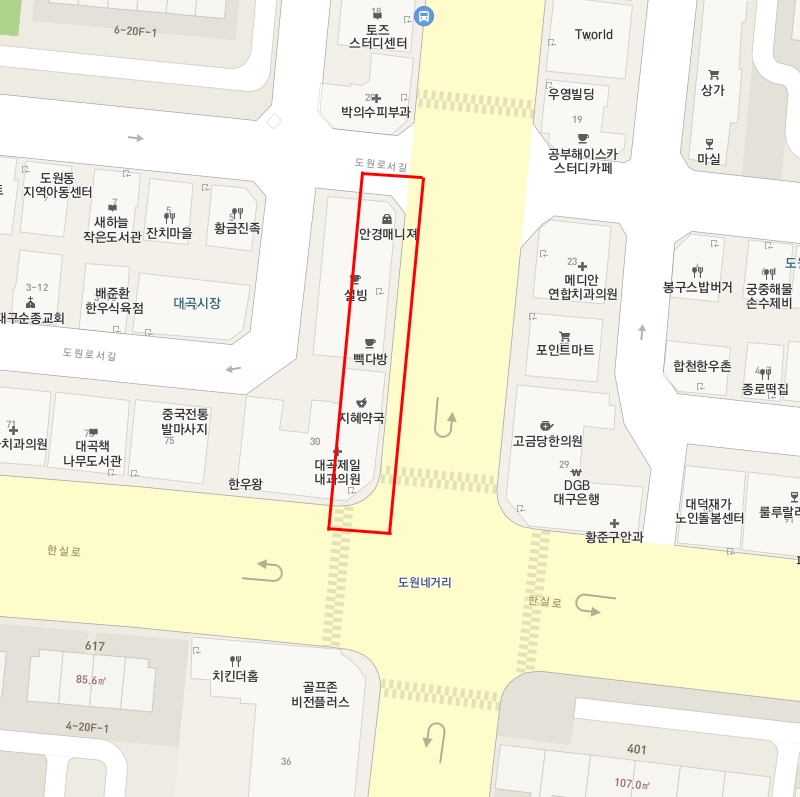 6-20F-1
18
토즈
스터디센터
Tworld
20
박의수피부과
우영빌딩
19
공부해이스카
스터디카페
상가
마실
도원로서길
도원동
지역아동센터
7
새하늘
작은도서관
5
잔치마을
5
황금진족
안경매니져
설빙
빽다방
지혜약국
30
대곡제일
내과의원
3-12
대구순종교회
배준환
한우식육점
대곡시장
도원로서길
71
치과의원
대곡책
나무도서관
중국전통
발마사지
75
한우왕
23
메디안
연합치과의원
포인트마트
고금당한의원
29
DGB
대구은행
황준구안과
봉구스밥버거
궁중해물
손수제비
합천한우촌
종로떡집
대덕재가
노인돌봄센터
룰루랄라
91
한실로
도원네거리
한실로
617
85.6㎡
4-20F-1
치킨더홈
골프존
비전플러스
36
401
107.0㎡